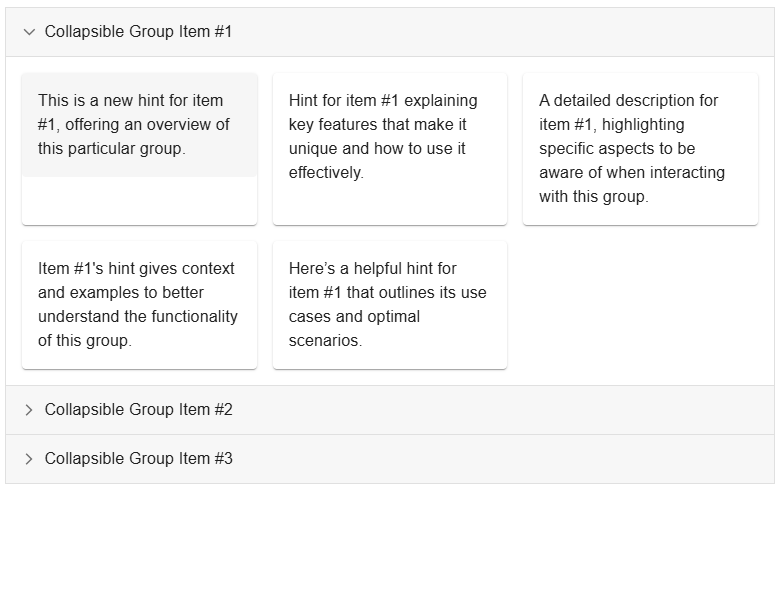 Collapsible Group Item #1
This is a new hint for item
#1, offering an overview of
this particular group.
Hint for item #1 explaining
key features that make it
unique and how to use it
effectively.
A detailed description for
item #1, highlighting
specific aspects to be
aware of when interacting
with this group.
Item #1's hint gives context
and examples to better
understand the functionality
of this group.
Here’s a helpful hint for
item #1 that outlines its use
cases and optimal
scenarios.
Collapsible Group Item #2
Collapsible Group Item #3